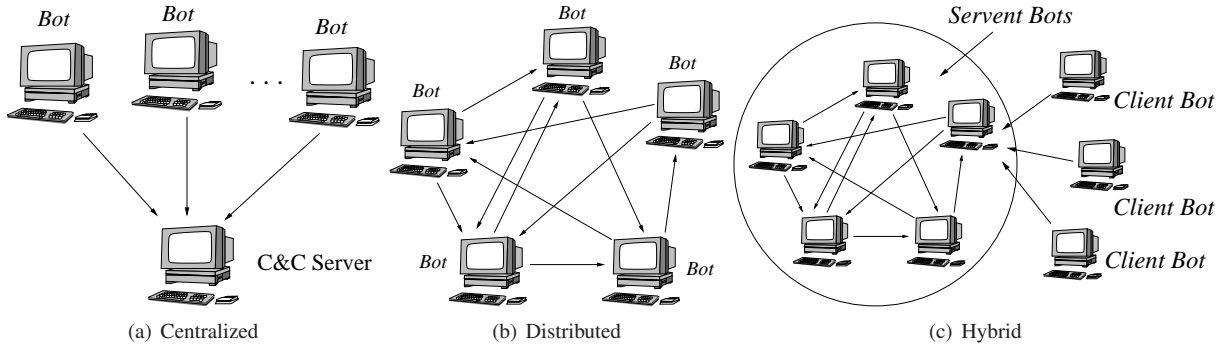 Bot
Bot
Bot
. . .
C&C Server
(a) Centralized
Bot
Bot
Bot
Bot
Bot
(b) Distributed
Servent Bots
Client Bot
Client Bot
Client Bot
(c) Hybrid